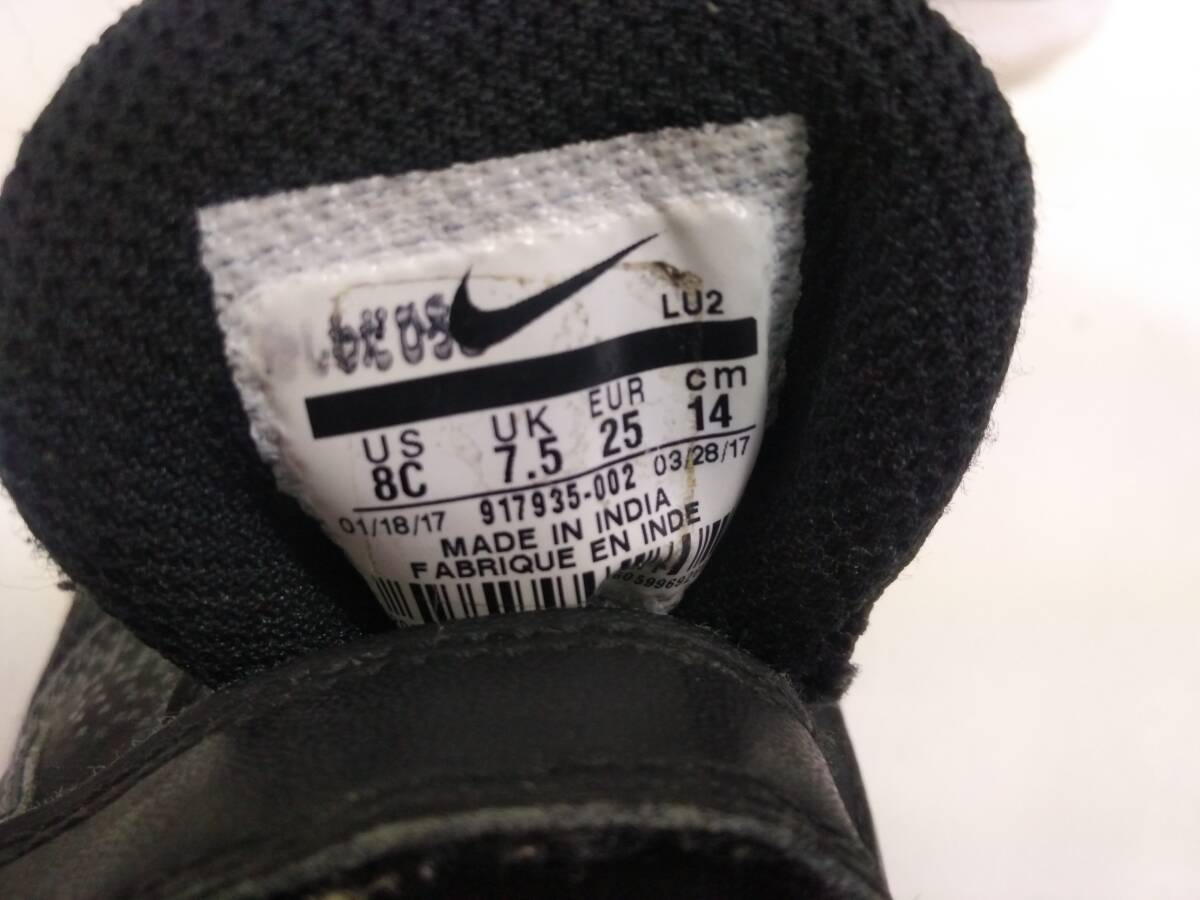 LU2
US UK EUR cm
8C 7.5 25 14
01/18/17 917935-002 03/28/17
MADE IN INDIA
FABRIQUE EN INDE